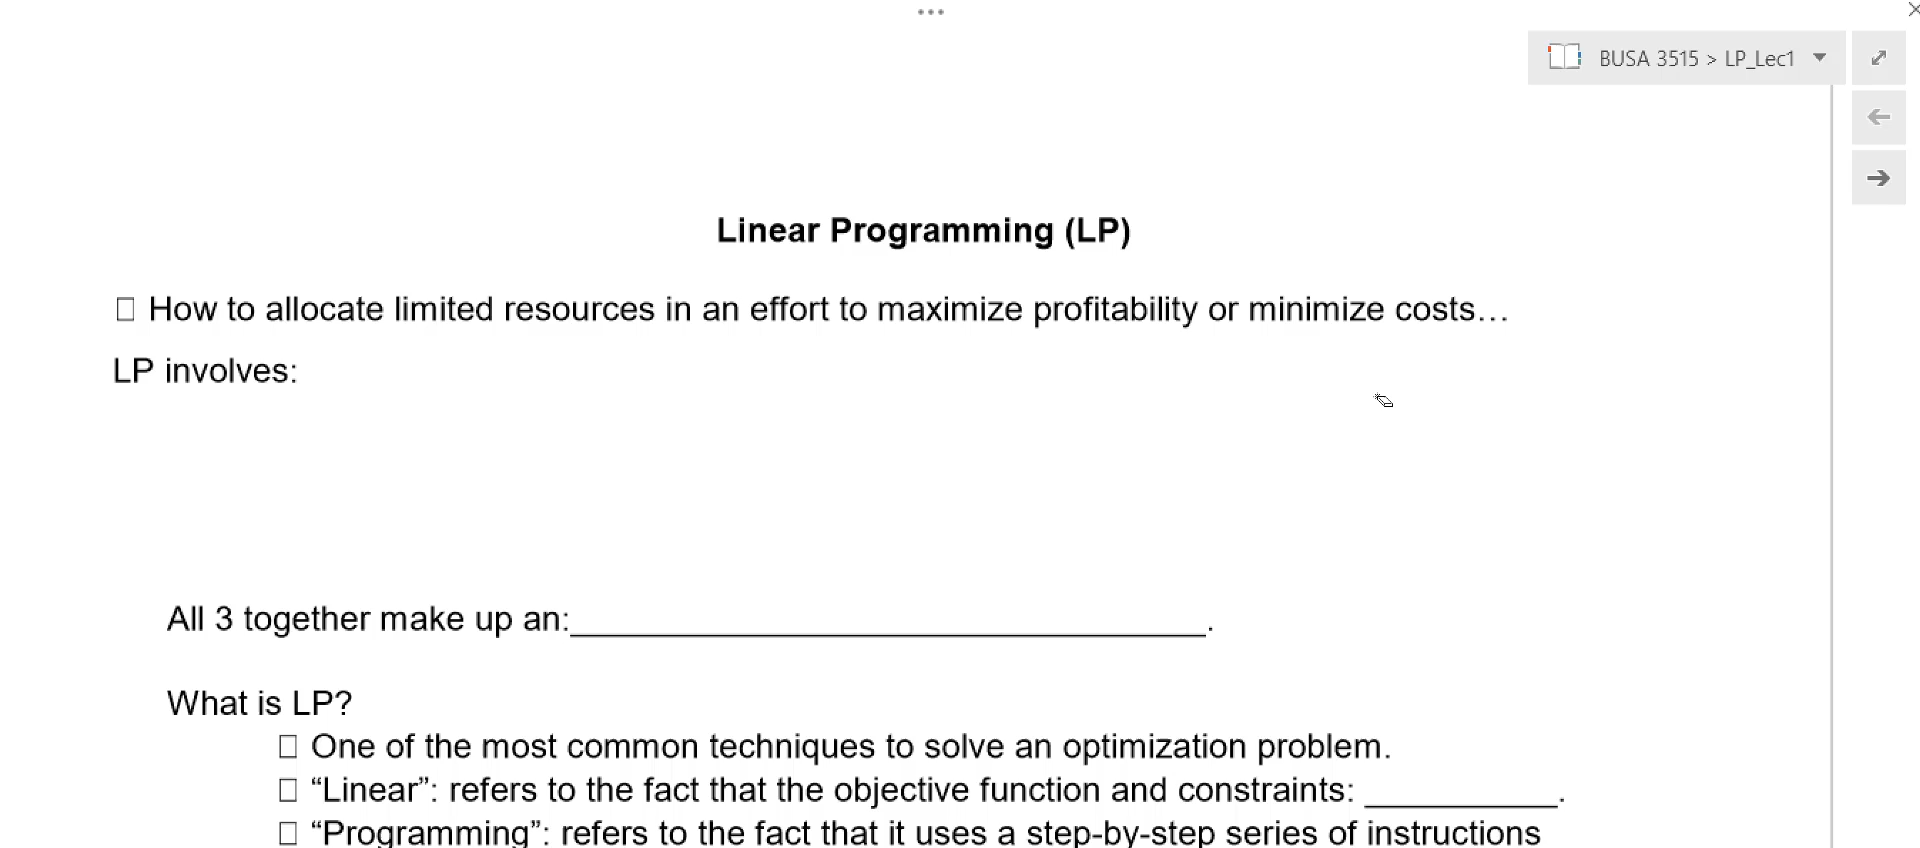 BUSA 3515 > LP_Lec1
Linear Programming (LP)
How to allocate limited resources in an effort to maximize profitability or minimize costs…
LP involves:
All 3 together make up an:__________________________________.
What is LP?
One of the most common techniques to solve an optimization problem.
“Linear”: refers to the fact that the objective function and constraints: __________.
“Programming”: refers to the fact that it uses a step-by-step series of instructions